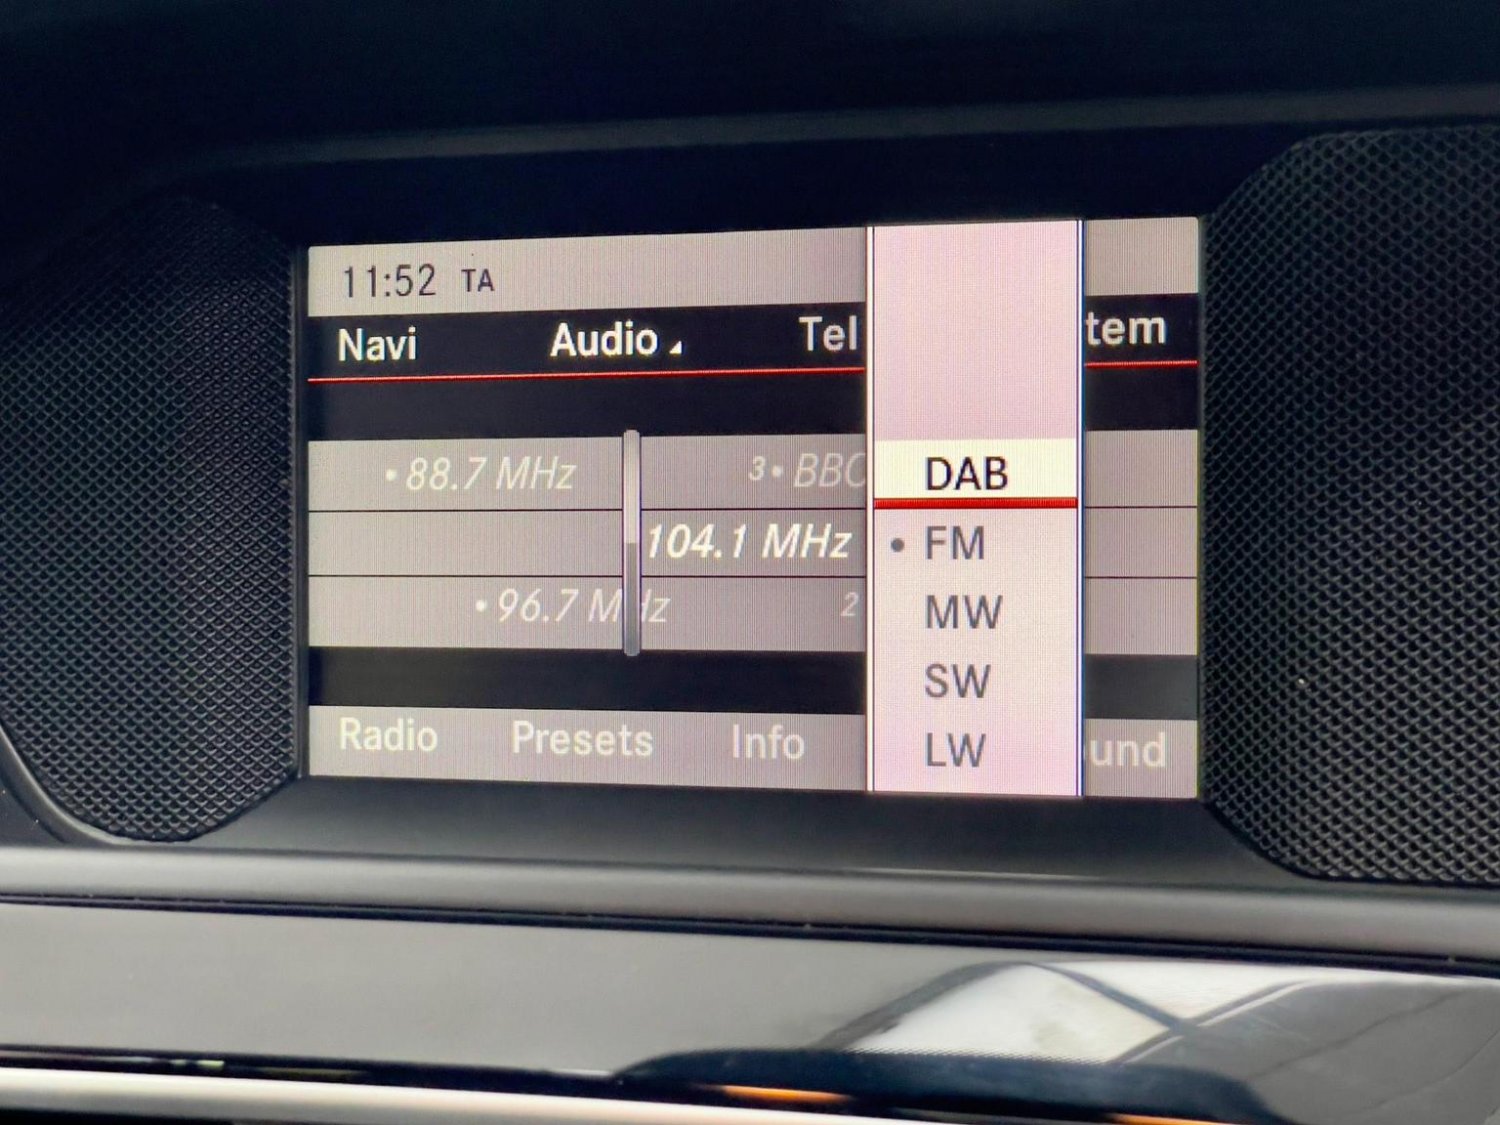 11:52 TA
Navi Audio Tel tem
• 88.7 MHz 3• BBC
104.1 MHz
• 96.7 MHz 2
DAB
• FM
MW
SW
LW
Radio Presets Info und